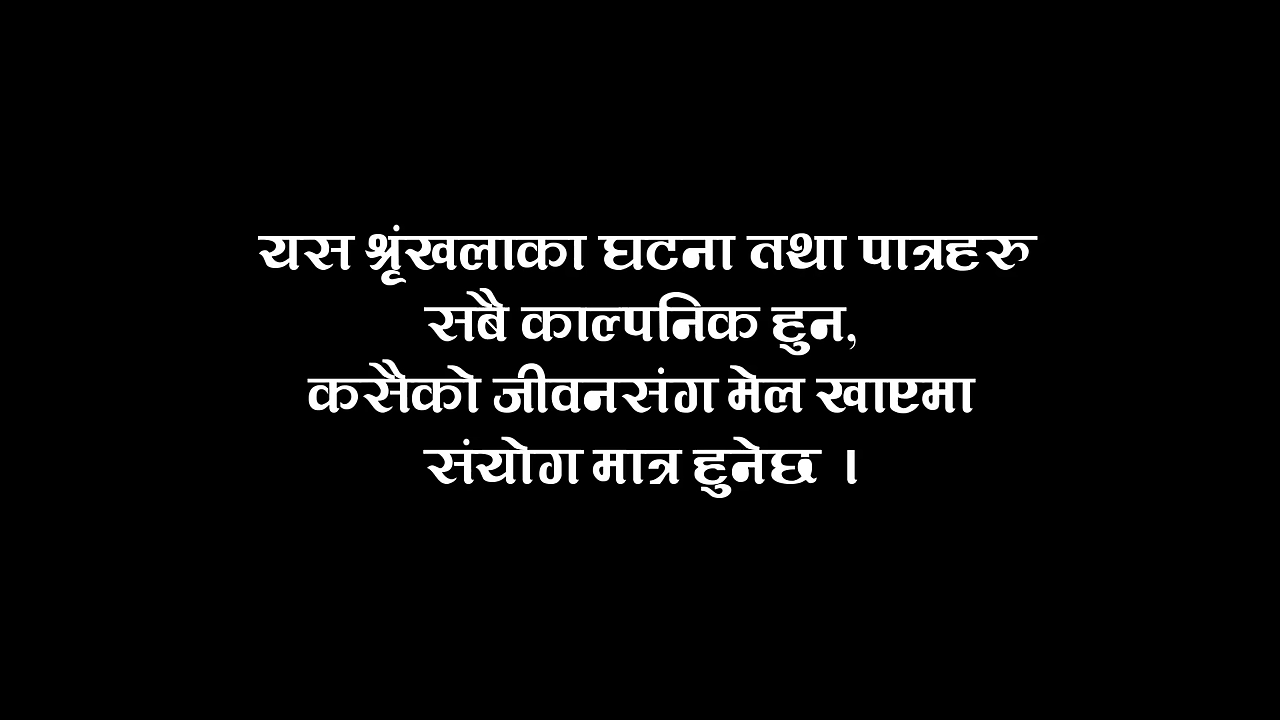 यस श्रृंखलाका घटना तथा पात्रहरु
सबै काल्पनिक हुन,
कसैको जीवनसंग मेल खाएमा
संयोग मात्र हुनेछ ।